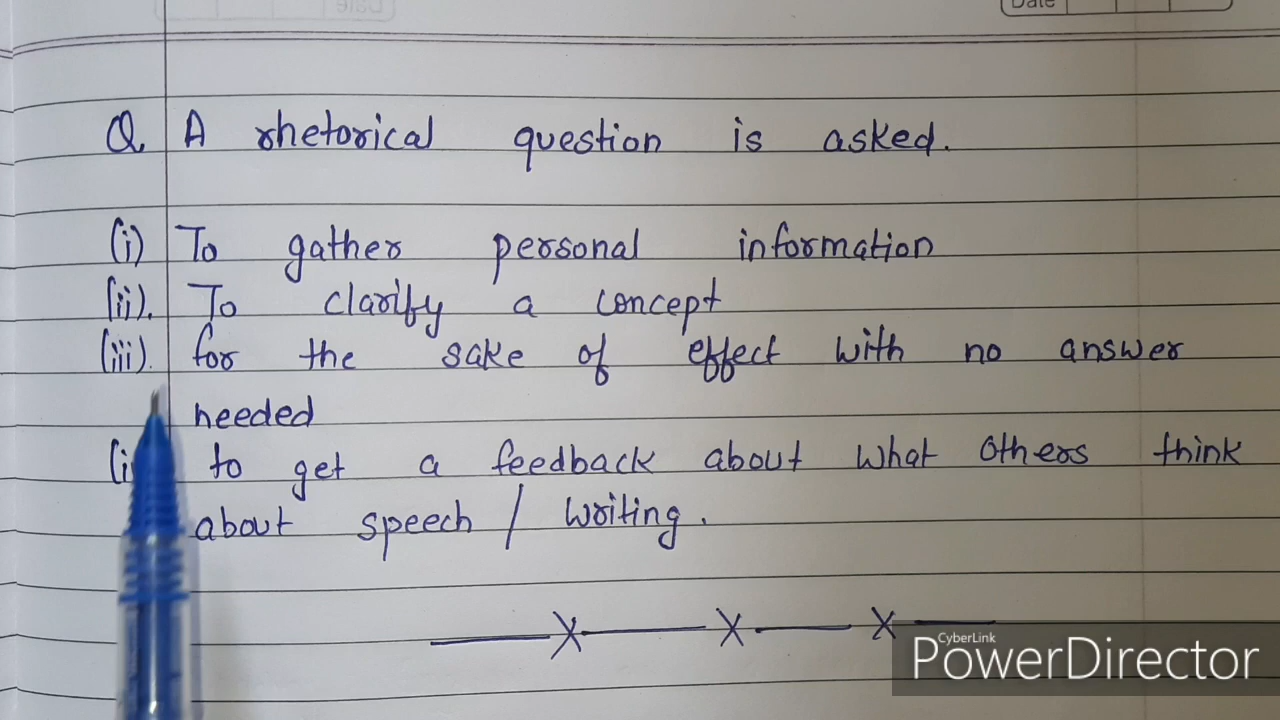 Date
Q. A rhetorical question is asked.
(i) To gather personal information
(ii). To clarify a concept
(iii). for the sake of effect with no answer
needed
(i to get a feedback about what others think
about speech / writing.
CyberLink
PowerDirector